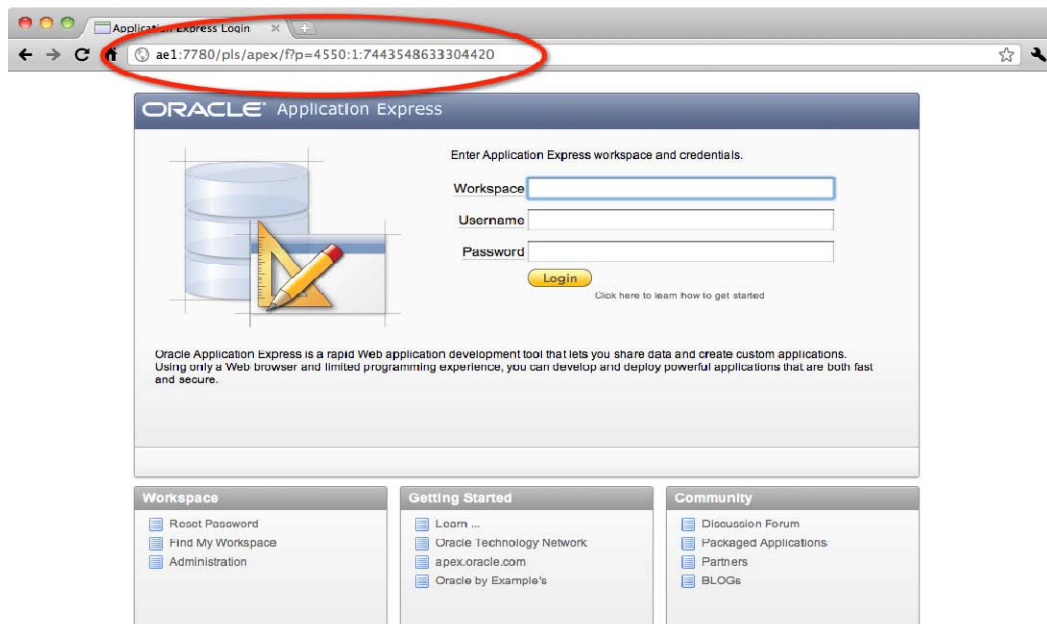 Application Express Login
ae1:7780/pls/apex/f?p=4550:1:7443548633304420
ORACLE® Application Express
Enter Application Express workspace and credentials.
Workspace
Username
Password
Login
Click here to learn how to get started
Oracle Application Express is a rapid Web application development tool that lets you share data and create custom applications.
Using only a Web browser and limited programming experience, you can develop and deploy powerful applications that are both fast
and secure.
Workspace
Reset Password
Find My Workspace
Administration
Getting Started
Learn ...
Oracle Technology Network
apex.oracle.com
Oracle by Example's
Community
Discussion Forum
Packaged Applications
Partners
BLOGs